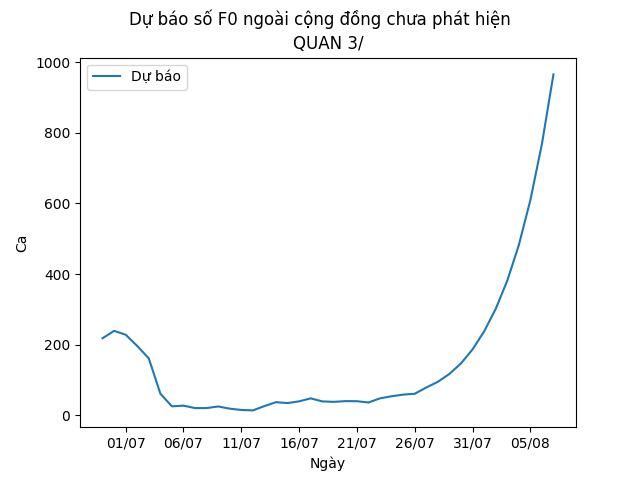 Dự báo số F0 ngoài cộng đồng chưa phát hiện
QUAN 3/
Dự báo
1000
800
600
400
200
0
Ca
01/07 06/07 11/07 16/07 21/07 26/07 31/07 05/08
Ngày